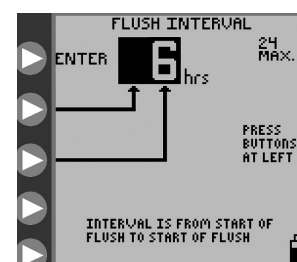 FLUSH INTERVAL
ENTER 6 hrs
24
MAX.
PRESS
BUTTONS
AT LEFT
INTERVAL IS FROM START OF
FLUSH TO START OF FLUSH